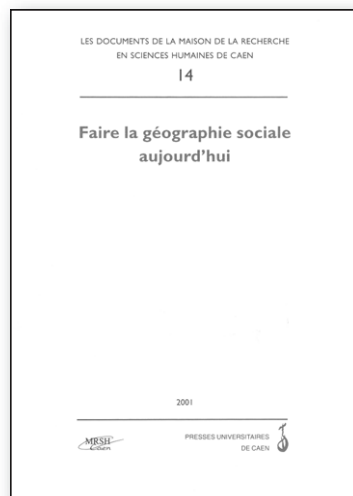 LES DOCUMENTS DE LA MAISON DE LA RECHERCHE
EN SCIENCES HUMAINES DE CAEN
14
Faire la géographie sociale
aujourd'hui
2001
MRSH
Caen
PRESSES UNIVERSITAIRES
DE CAEN